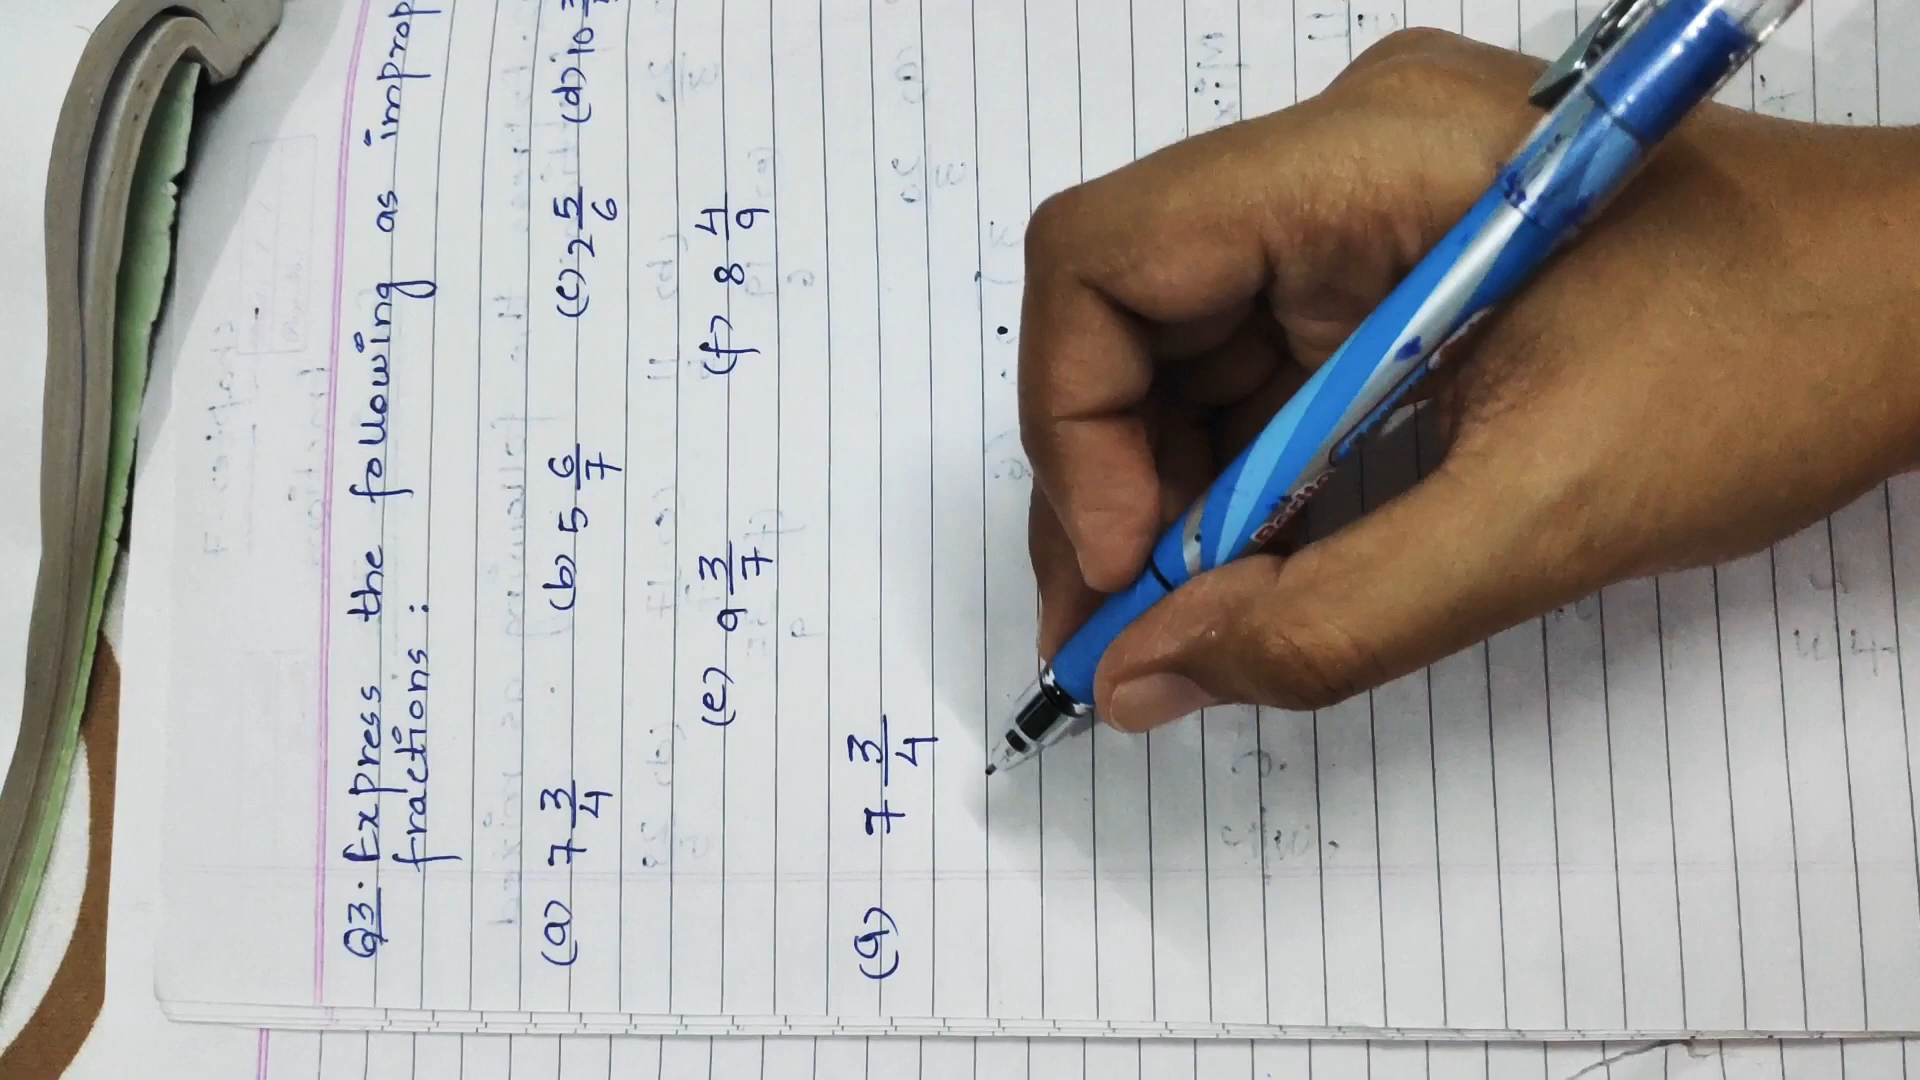 Q3. Express the following as improp
fractions :
(a) 7 3/4 (b) 5 6/7 (c) 2 5/6 (d) 10
(e) 9 3/7 (f) 8 4/9
(a) 7 3/4